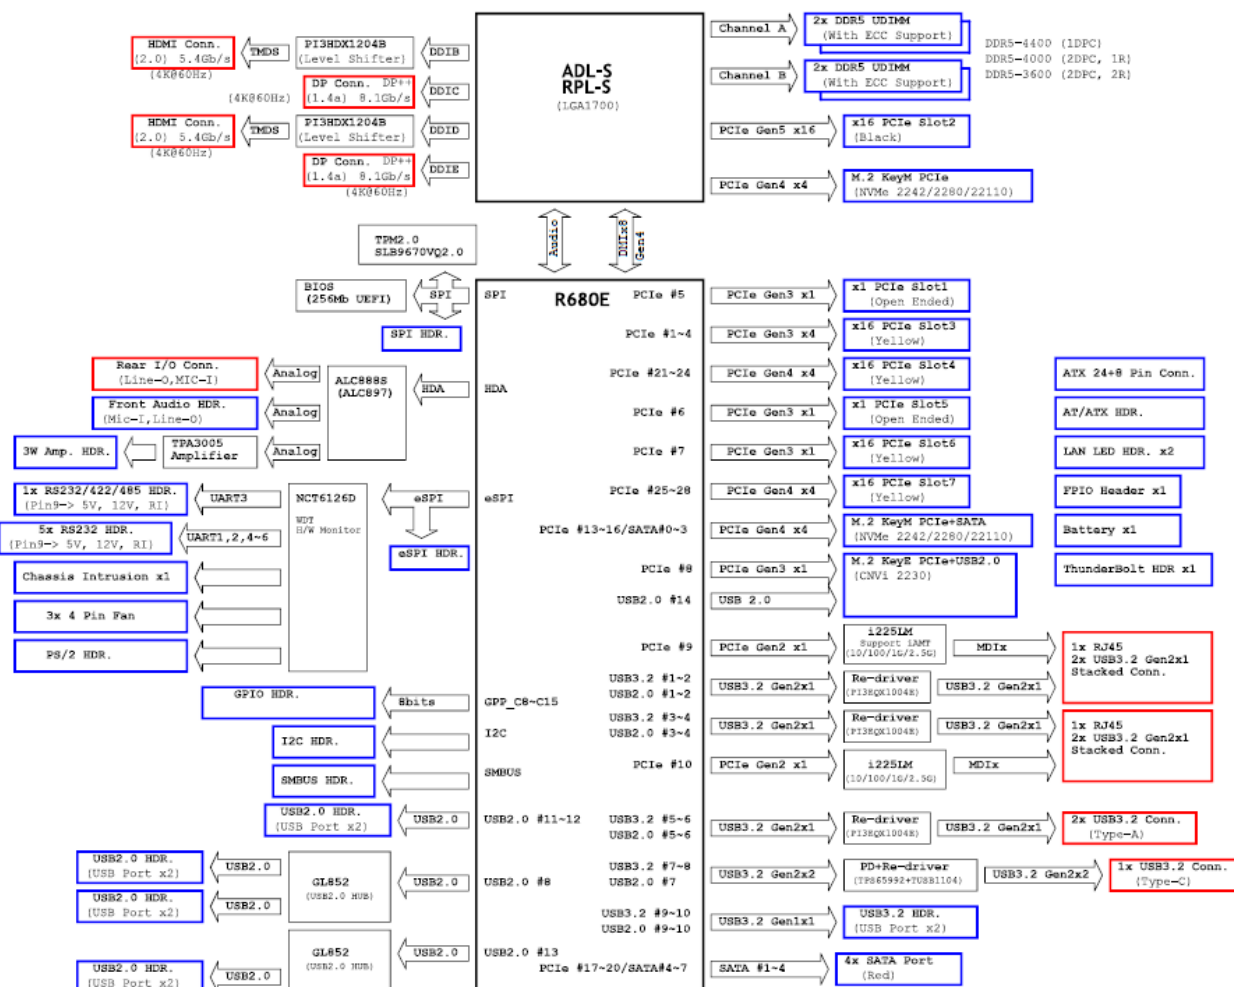 ADL-S
RPL-S
(LGA1700)
HDMI Conn.
(2.0) 5.4Gb/s
(4K@60Hz)
TMDS
PI3HDX1204B
(Level Shifter)
DDIB
(4K@60Hz)
DP Conn. DP++
(1.4a) 8.1Gb/s
DDIC
HDMI Conn.
(2.0) 5.4Gb/s
(4K@60Hz)
TMDS
PI3HDX1204B
(Level Shifter)
DDID
DP Conn. DP++
(1.4a) 8.1Gb/s
(4K@60Hz)
DDIE
Channel A
2x DDR5 UDIMM
(With ECC Support)
Channel B
2x DDR5 UDIMM
(With ECC Support)
DDR5-4400 (1DPC)
DDR5-4000 (2DPC, 1R)
DDR5-3600 (2DPC, 2R)
PCIe Gen5 x16
x16 PCIe Slot2
(Black)
PCIe Gen4 x4
M.2 KeyM PCIe
(NVMe 2242/2280/22110)
Audio
DMIx8
Gen4
TPM2.0
SLB9670VQ2.0
BIOS
(256Mb UEFI)
SPI
SPI
SPI HDR.
R680E
Rear I/O Conn.
(Line-O,MIC-I)
Analog
Front Audio HDR.
(Mic-I,Line-O)
Analog
3W Amp. HDR.
TPA3005
Amplifier
Analog
ALC888S
(ALC897)
HDA
HDA
1x RS232/422/485 HDR.
(Pin9-> 5V, 12V, RI)
UART3
5x RS232 HDR.
(Pin9-> 5V, 12V, RI)
UART1,2,4~6
Chassis Intrusion x1
3x 4 Pin Fan
PS/2 HDR.
NCT6126D
WDT
H/W Monitor
eSPI
eSPI
eSPI HDR.
GPIO HDR.
8bits
GPP_C8~C15
I2C HDR.
I2C
SMBUS HDR.
SMBUS
USB2.0 HDR.
(USB Port x2)
USB2.0
USB2.0 #11~12
USB2.0 HDR.
(USB Port x2)
USB2.0
USB2.0 HDR.
(USB Port x2)
USB2.0
GL852
(USB2.0 HUB)
USB2.0
USB2.0 #8
GL852
(USB2.0 HUB)
USB2.0
USB2.0 #13
USB2.0 HDR.
(USB Port x2)
USB2.0
PCIe #5
PCIe Gen3 x1
x1 PCIe Slot1
(Open Ended)
PCIe #1~4
PCIe Gen3 x4
x16 PCIe Slot3
(Yellow)
PCIe #21~24
PCIe Gen4 x4
x16 PCIe Slot4
(Yellow)
PCIe #6
PCIe Gen3 x1
x1 PCIe Slot5
(Open Ended)
PCIe #7
PCIe Gen3 x1
x16 PCIe Slot6
(Yellow)
PCIe #25~28
PCIe Gen4 x4
x16 PCIe Slot7
(Yellow)
PCIe #13~16/SATA#0~3
PCIe Gen4 x4
M.2 KeyM PCIe+SATA
(NVMe 2242/2280/22110)
PCIe #8
PCIe Gen3 x1
USB2.0 #14
USB 2.0
M.2 KeyE PCIe+USB2.0
(CNVi 2230)
ATX 24+8 Pin Conn.
AT/ATX HDR.
LAN LED HDR. x2
FPIO Header x1
Battery x1
ThunderBolt HDR x1
PCIe #9
PCIe Gen2 x1
i225LM
Support iAMT
(10/100/1G/2.5G)
MDIx
USB3.2 #1~2
USB2.0 #1~2
USB3.2 Gen2x1
Re-driver
(PI3EQX1004E)
USB3.2 Gen2x1
1x RJ45
2x USB3.2 Gen2x1
Stacked Conn.
USB3.2 #3~4
USB2.0 #3~4
USB3.2 Gen2x1
Re-driver
(PI3EQX1004E)
USB3.2 Gen2x1
PCIe #10
PCIe Gen2 x1
i225LM
(10/100/1G/2.5G)
MDIx
1x RJ45
2x USB3.2 Gen2x1
Stacked Conn.
USB3.2 #5~6
USB2.0 #5~6
USB3.2 Gen2x1
Re-driver
(PI3EQX1004E)
USB3.2 Gen2x1
2x USB3.2 Conn.
(Type-A)
USB3.2 #7~8
USB2.0 #7
USB3.2 Gen2x2
PD+Re-driver
(TPS65992+TUSB1104)
USB3.2 Gen2x2
1x USB3.2 Conn.
(Type-C)
USB3.2 #9~10
USB2.0 #9~10
USB3.2 Gen1x1
USB3.2 HDR.
(USB Port x2)
PCIe #17~20/SATA#4~7
SATA #1~4
4x SATA Port
(Red)